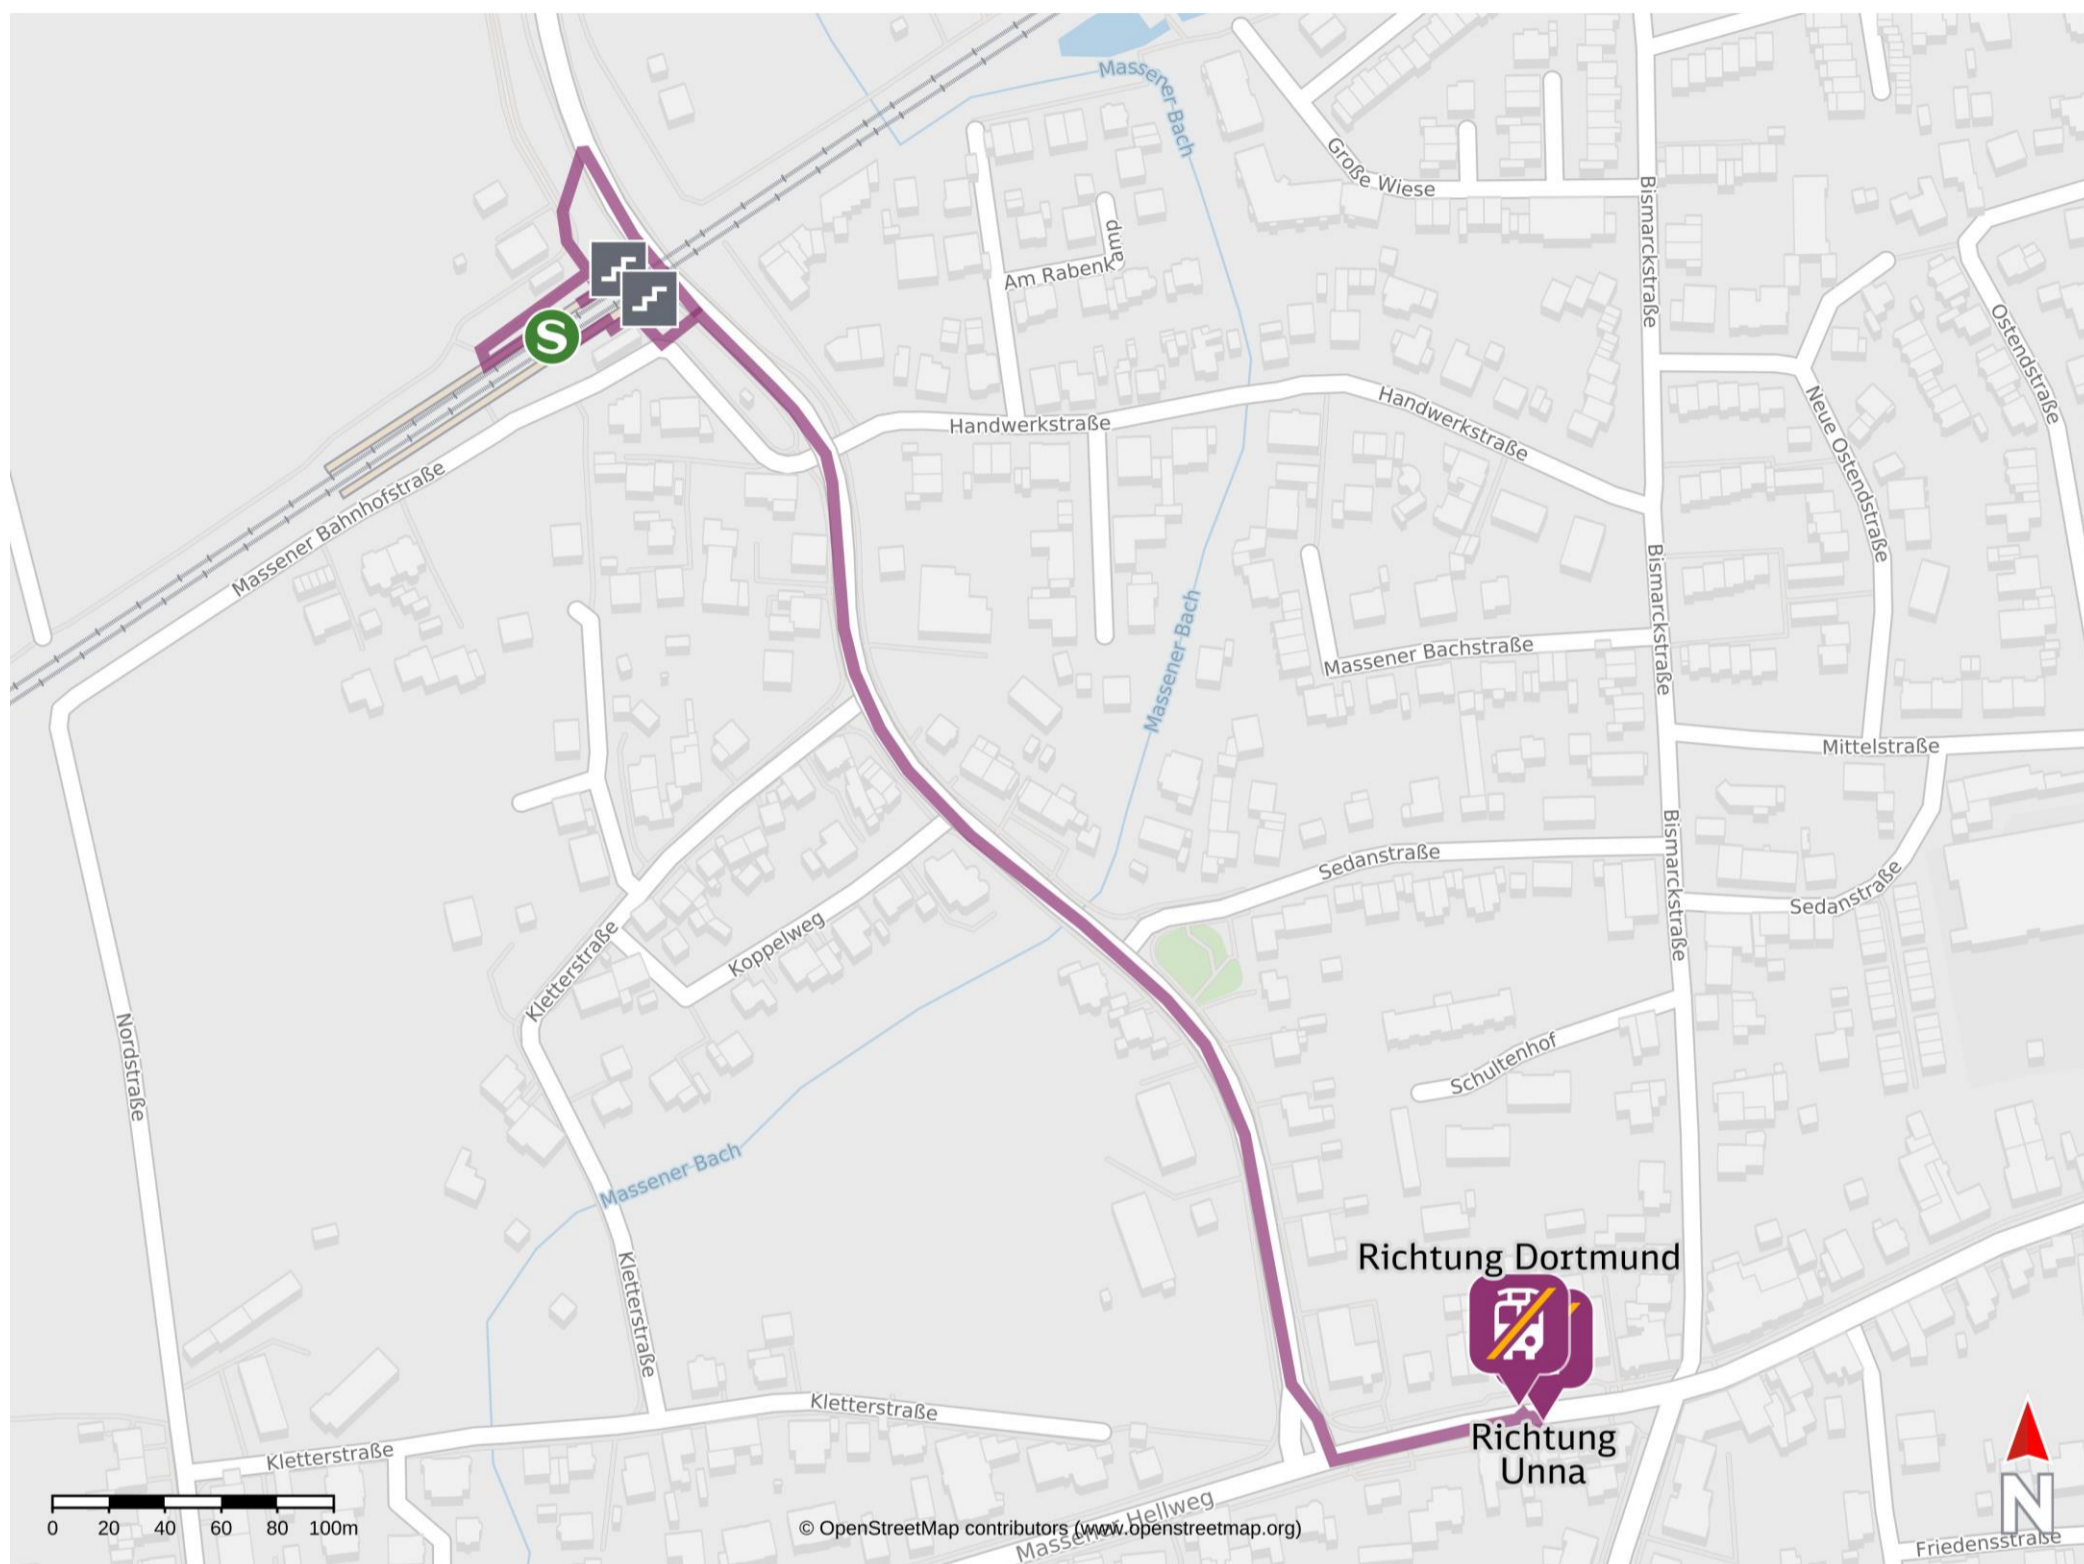 Massener Bach
Große Wiese
Bismarckstraße
Am Rabenkamp
Ostendstraße
Handwerkstraße
Handwerkstraße
Neue Ostendstraße
Massener Bahnhofstraße
S
Bismarckstraße
Massener Bach
Massener Bachstraße
Mittelstraße
Sedanstraße
Bismarckstraße
Sedanstraße
Koppelweg
Kletterstraße
Nordstraße
Schultenhof
Massener Bach
Kletterstraße
Richtung Dortmund
Kletterstraße
Kletterstraße
Richtung
Unna
Massener Hellweg
0 20 40 60 80 100m
© OpenStreetMap contributors (www.openstreetmap.org)
N
Friedensstraße